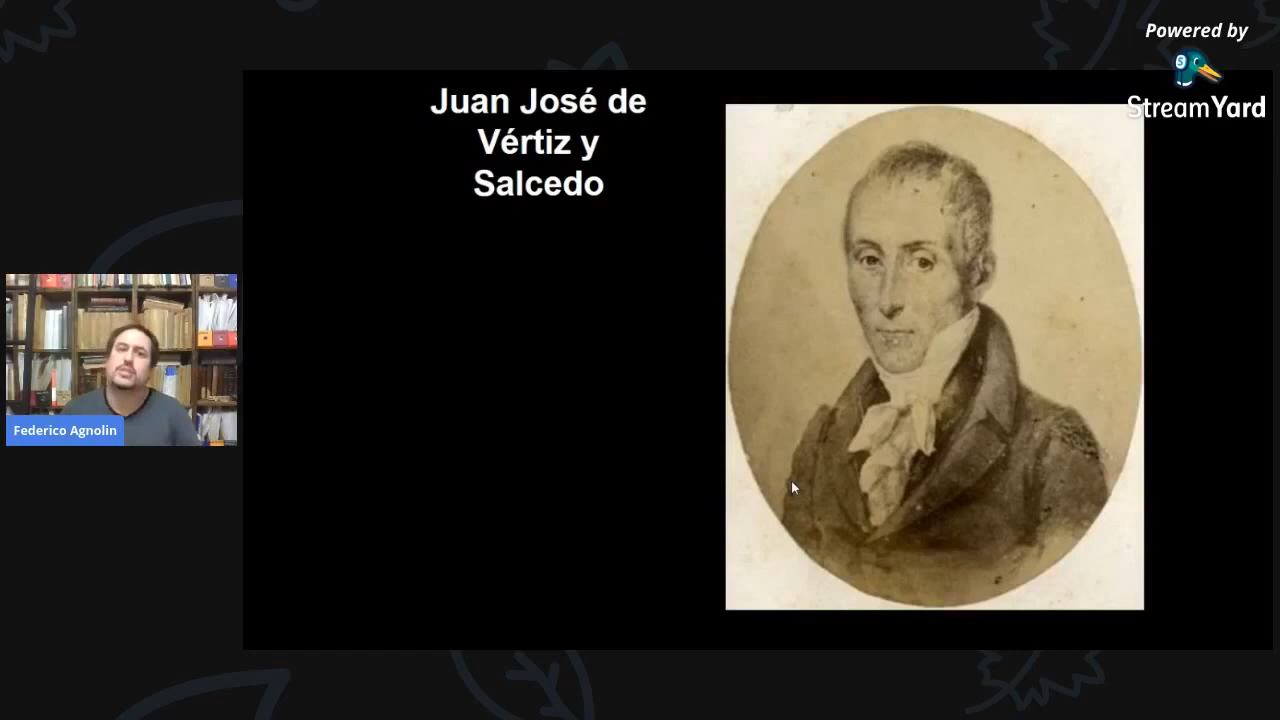 Powered by
StreamYard
Juan José de
Vértiz y
Salcedo
Federico Agnolin